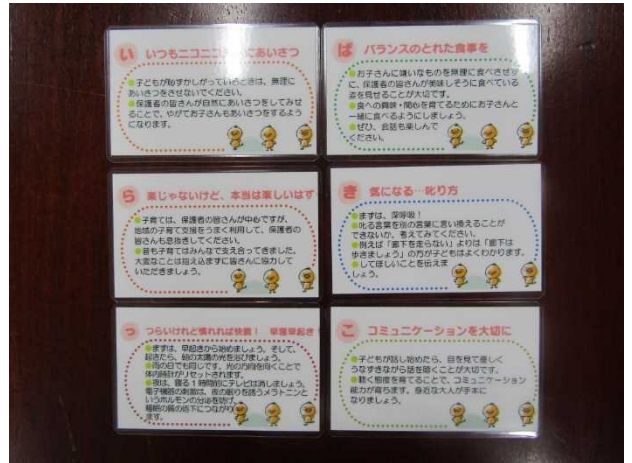 い いつもニコニコ にあいさつ
●子どもが恥ずかしがっているときは、無理に
あいさつをさせないでください。
●保護者の皆さんが自然にあいさつをしてみせ
ることで、やがてお子さんもあいさつをするよう
になります。
ば バランスのとれた食事を
●お子さんに嫌いなものを無理に食べさせず
に、保護者の皆さんが美味しそうに食べている
姿を見せることが大切です。
●食への興味・関心を育てるためにお子さんと
一緒に食べるようにしましょう。
●ぜひ、会話も楽しんで
ください。
ら 楽じゃないけど、本当は楽しいはず
●子育ては、保護者の皆さんが中心ですが、
地域の子育て支援をうまく利用して、保護者の
皆さんも息抜きしてください。
●昔も子育てはみんなで支え合ってきました。
大変なことは抱え込まずに皆さんに協力して
いただきましょう。
き 気になる…叱り方
●まずは、深呼吸!
●叱る言葉を別の言葉に言い換えることが
できないか、考えてみてください。
●例えば「廊下を走らない」よりは「廊下は
歩きましょう」の方が子どもはよくわかります。
●してほしいことを伝えま
しょう。
っ つらいけれど慣れれば快調! 早寝早起き
●まずは、早起きから始めましょう。そして、
起きたら、朝の太陽の光を浴びましょう。
●雨の日でも同じです。光の方向を向くことで
体内時計がリセットされます。
●夜は、寝る1時間前にテレビは消しましょう。
電子機器の刺激は、夜の眠りを誘うメラトニンと
いうホルモンの分泌を妨げ、
睡眠の質の低下につながり
ます。
こ コミュニケーションを大切に
●子どもが話し始めたら、目を見て優しく
うなずきながら話を聴くことが大切です。
●聴く態度を育てることで、コミュニケーション
能力が育ちます。身近な大人が手本に
なりましょう。